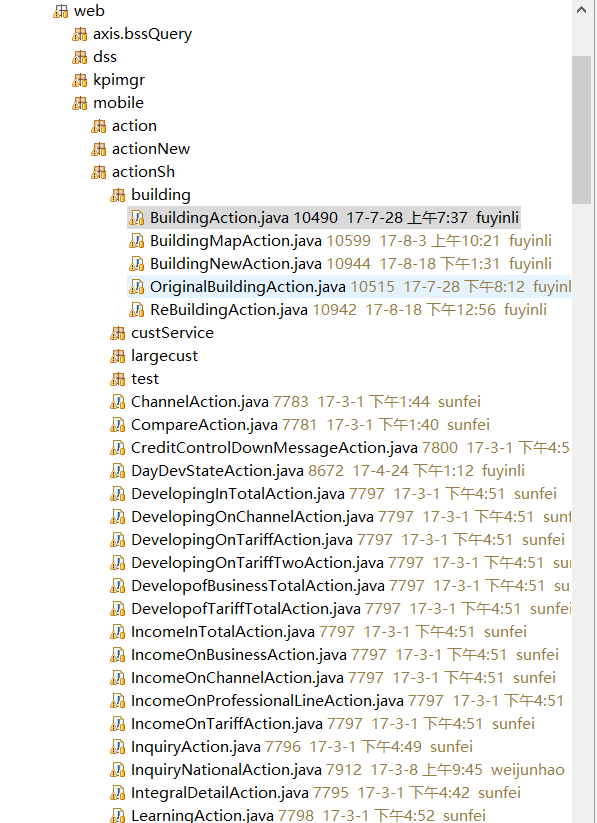 web
axis.bssQuery
dss
kpimgr
mobile
action
actionNew
actionSh
building
BuildingAction.java 10490 17-7-28 上午7:37 fuyinli
BuildingMapAction.java 10599 17-8-3 上午10:21 fuyinli
BuildingNewAction.java 10944 17-8-18 下午1:31 fuyinli
OriginalBuildingAction.java 10515 17-7-28 下午8:12 fuyinl
ReBuildingAction.java 10942 17-8-18 下午12:56 fuyinli
custService
largecust
test
ChannelAction.java 7783 17-3-1 下午1:44 sunfei
CompareAction.java 7781 17-3-1 下午1:40 sunfei
CreditControlDownMessageAction.java 7800 17-3-1 下午4:5
DayDevStateAction.java 8672 17-4-24 下午1:12 fuyinli
DevelopingInTotalAction.java 7797 17-3-1 下午4:51 sunfei
DevelopingOnChannelAction.java 7797 17-3-1 下午4:51 sunf
DevelopingOnTariffAction.java 7797 17-3-1 下午4:51 sunfei
DevelopingOnTariffTwoAction.java 7797 17-3-1 下午4:51 su
DevelopofBusinessTotalAction.java 7797 17-3-1 下午4:51 su
DevelopofTariffTotalAction.java 7797 17-3-1 下午4:51 sunfei
IncomeInTotalAction.java 7797 17-3-1 下午4:51 sunfei
IncomeOnBusinessAction.java 7797 17-3-1 下午4:51 sunfei
IncomeOnChannelAction.java 7797 17-3-1 下午4:51 sunfei
IncomeOnProfessionalLineAction.java 7797 17-3-1 下午4:51
IncomeOnTariffAction.java 7797 17-3-1 下午4:51 sunfei
InquiryAction.java 7796 17-3-1 下午4:49 sunfei
InquiryNationalAction.java 7912 17-3-8 上午9:45 weijunhao
IntegralDetailAction.java 7795 17-3-1 下午4:42 sunfei
LearningAction.java 7798 17-3-1 下午4:52 sunfei